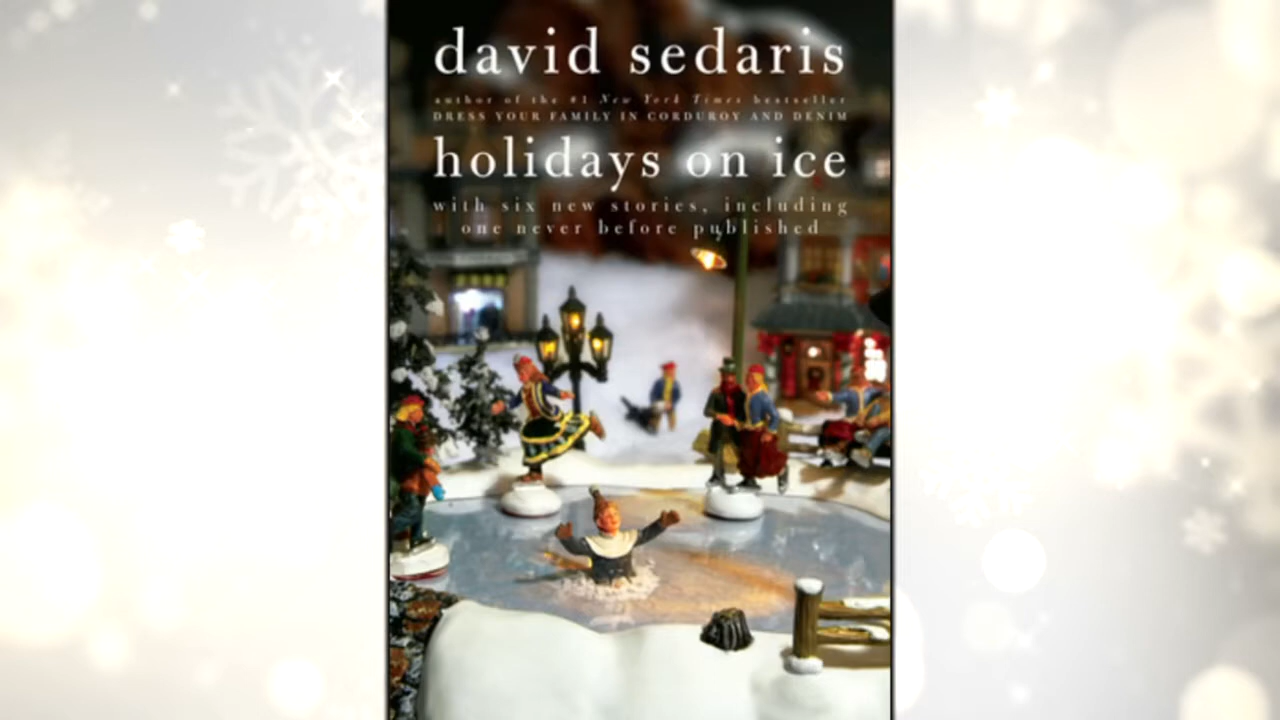 david sedaris
author of the #1 New York Times bestseller
DRESS YOUR FAMILY IN CORDUROY AND DENIM
holidays on ice
with six new stories, including
one never before published